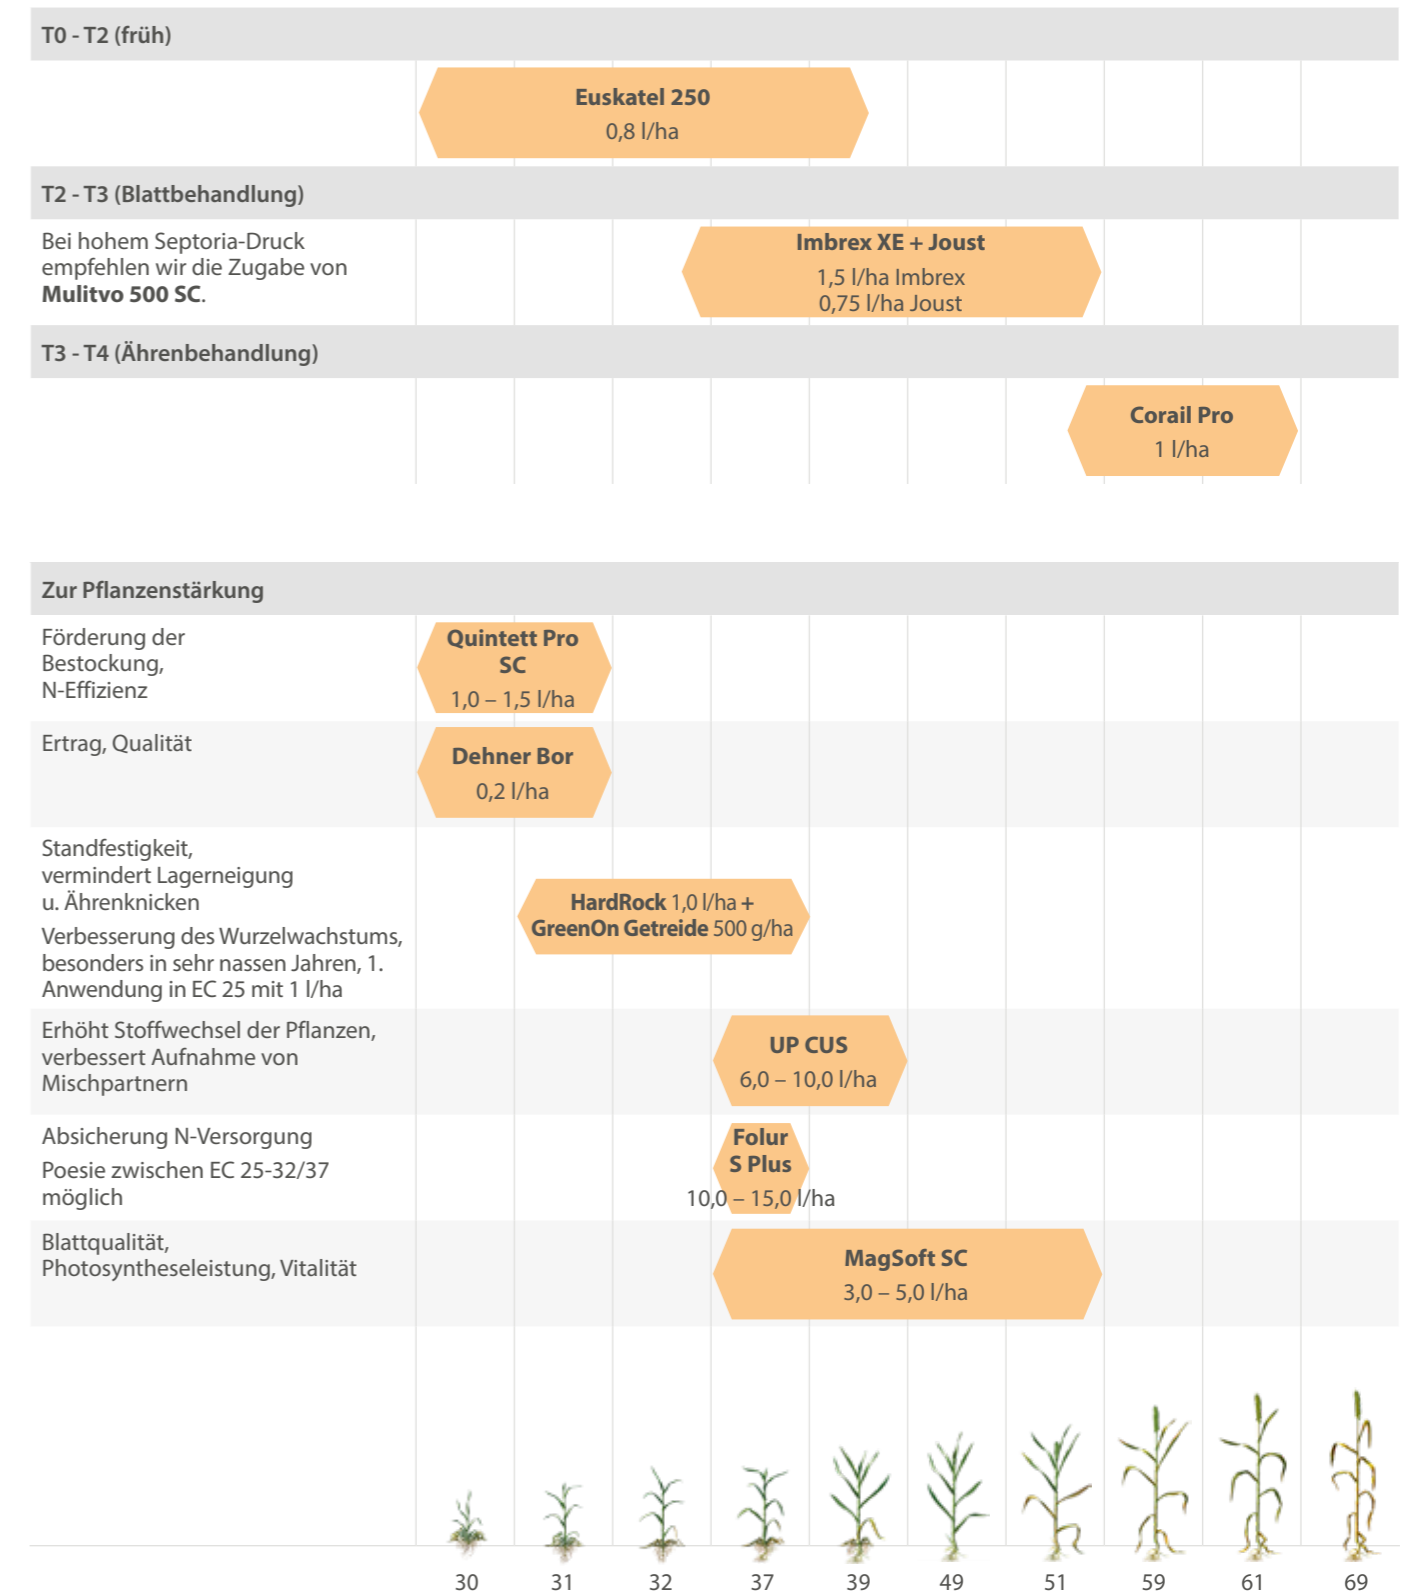 T0 - T2 (früh)
Euskatel 250
0,8 l/ha
T2 - T3 (Blattbehandlung)
Bei hohem Septoria-Druck
empfehlen wir die Zugabe von
Mulitvo 500 SC.
Imbrex XE + Joust
1,5 l/ha Imbrex
0,75 l/ha Joust
T3 - T4 (Ährenbehandlung)
Corail Pro
1 l/ha
Zur Pflanzenstärkung
Förderung der
Bestockung,
N-Effizienz
Quintett Pro
SC
1,0 – 1,5 l/ha
Ertrag, Qualität
Dehner Bor
0,2 l/ha
Standfestigkeit,
vermindert Lagerneigung
u. Ährenknicken
Verbesserung des Wurzelwachstums,
besonders in sehr nassen Jahren, 1.
Anwendung in EC 25 mit 1 l/ha
HardRock 1,0 l/ha +
GreenOn Getreide 500 g/ha
Erhöht Stoffwechsel der Pflanzen,
verbessert Aufnahme von
Mischpartnern
UP CUS
6,0 – 10,0 l/ha
Absicherung N-Versorgung
Poesie zwischen EC 25-32/37
möglich
Folur
S Plus
10,0 – 15,0 l/ha
Blattqualität,
Photosyntheseleistung, Vitalität
MagSoft SC
3,0 – 5,0 l/ha
30 31 32 37 39 49 51 59 61 69